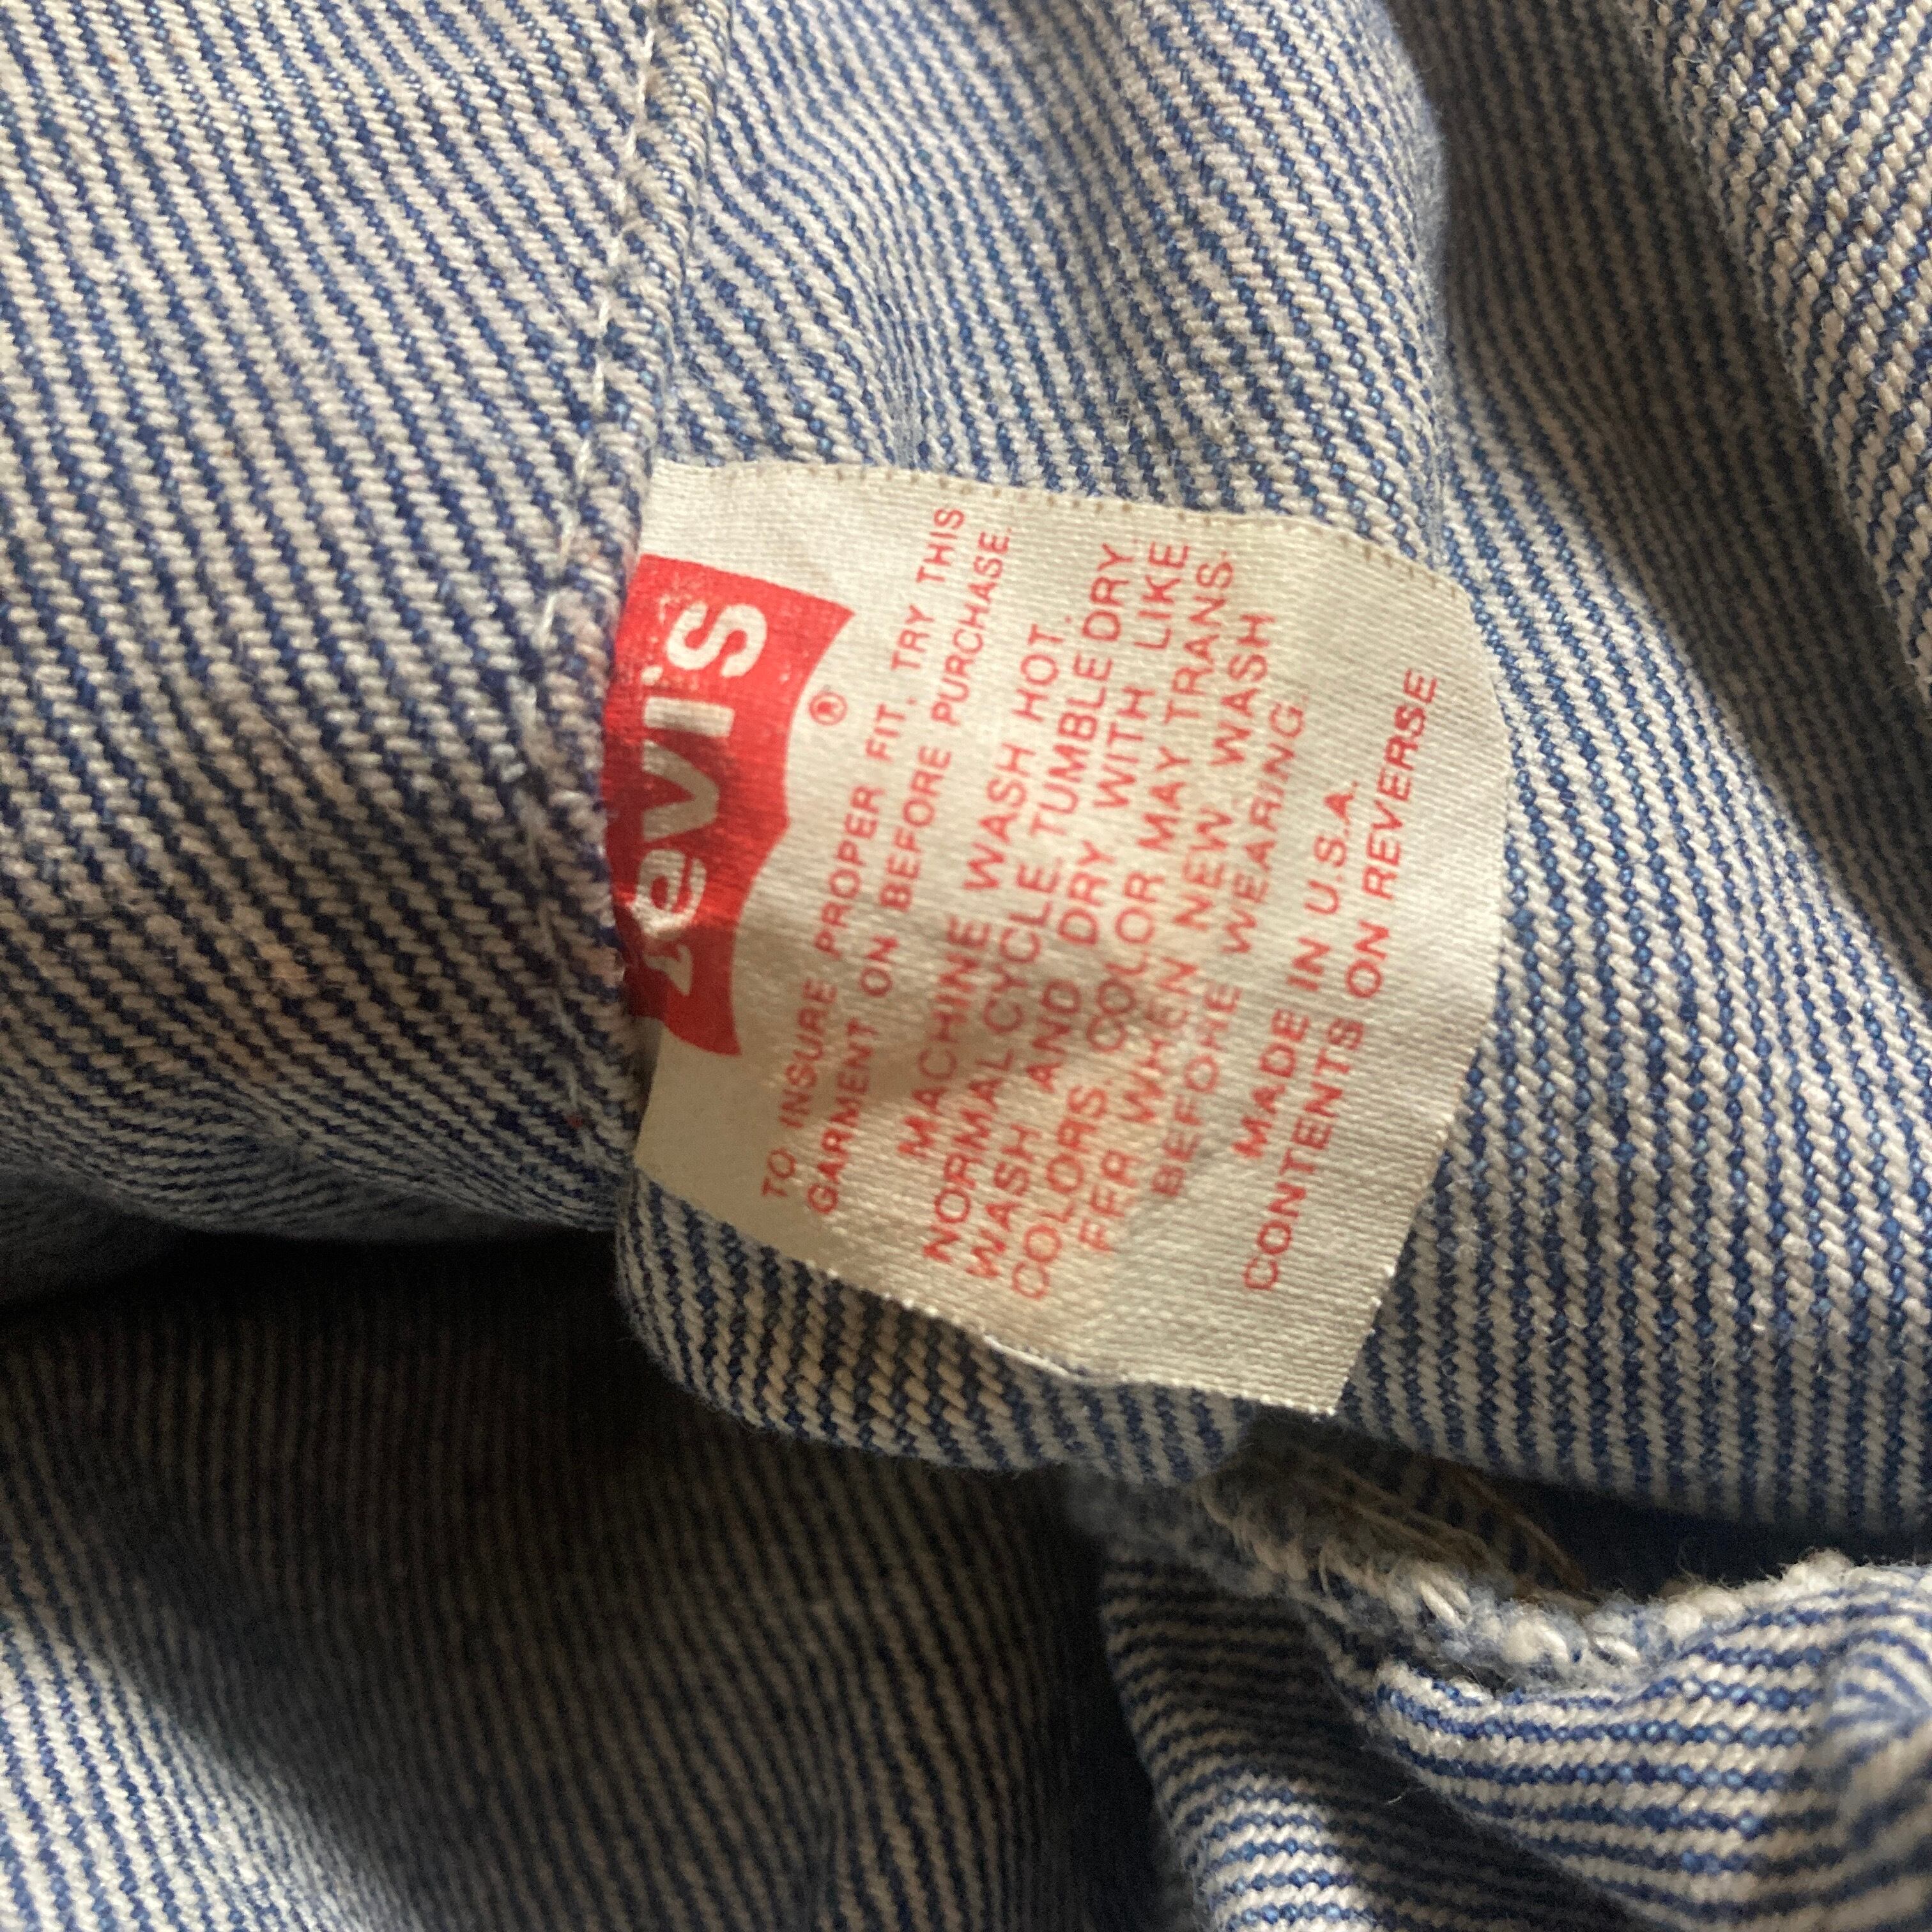 Levi's
®
TO INSURE PROPER FIT, TRY THIS
GARMENT ON BEFORE PURCHASE.
MACHINE WASH HOT.
NORMAL CYCLE. TUMBLE DRY.
WASH AND DRY WITH LIKE
COLORS. COLOR MAY TRANS-
FER WHEN NEW. WASH
BEFORE WEARING.
MADE IN U.S.A.
CONTENTS ON REVERSE